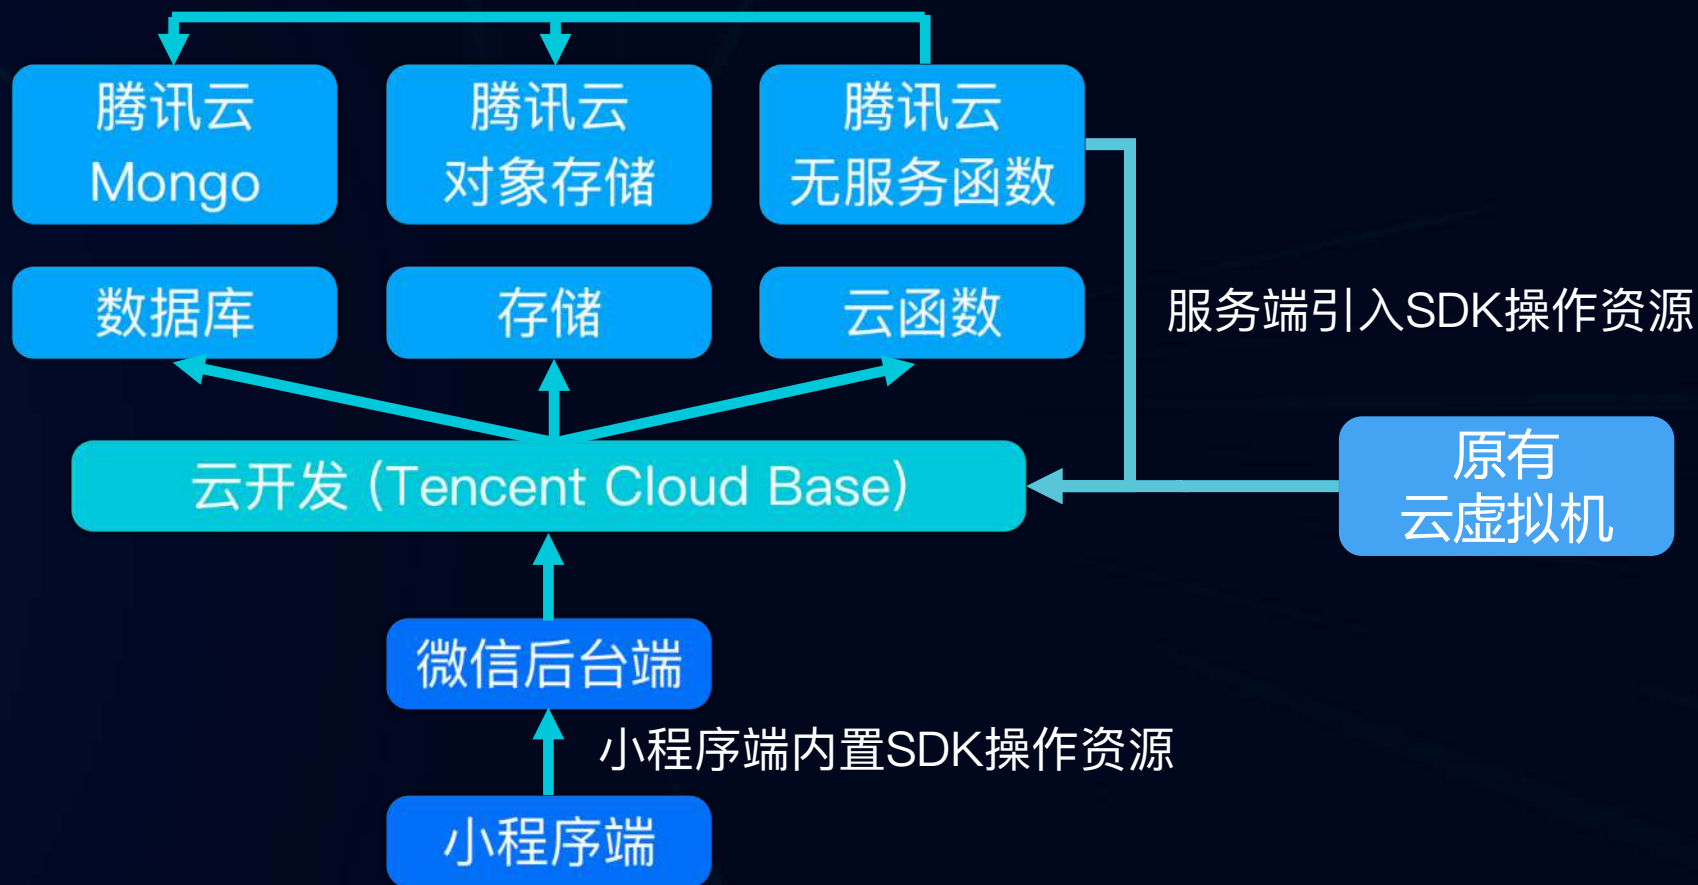 腾讯云
Mongo
腾讯云
对象存储
腾讯云
无服务函数
数据库
存储
云函数
服务端引入SDK操作资源
云开发 (Tencent Cloud Base)
原有
云虚拟机
微信后台端
小程序端内置SDK操作资源
小程序端